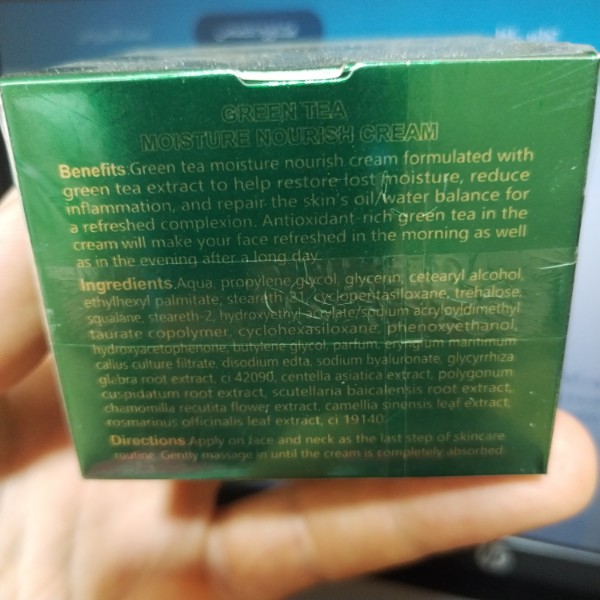 GREEN TEA
MOISTURE NOURISH CREAM
Benefits:Green tea moisture nourish cream formulated with
green tea extract to help restore lost moisture, reduce
inflammation, and repair the skin's oil/water balance for
a refreshed complexion. Antioxidant-rich green tea in the
cream will make your face refreshed in the morning as well
as in the evening after a long day.
Ingredients:Aqua, propylene glycol, glycerin, cetearyl alcohol,
ethylhexyl palmitate, steareth-21, cyclopentasiloxane, trehalose,
squalane, steareth-2, hydroxyethyl acrylate/sodium acryloyldimethyl
taurate copolymer, cyclohexasiloxane, phenoxyethanol,
hydroxyacetophenone, butylene glycol, parfum, eryngium maritimum
callus culture filtrate, disodium edta, sodium hyaluronate, glycyrrhiza
glabra root extract, ci 42090, centella asiatica extract, polygonum
cuspidatum root extract, scutellaria baicalensis root extract,
chamomilla recutita flower extract, camellia sinensis leaf extract,
rosmarinus officinalis leaf extract, ci 19140.
Directions:Apply on face and neck as the last step of skincare
routine. Gently massage in until the cream is completely absorbed.